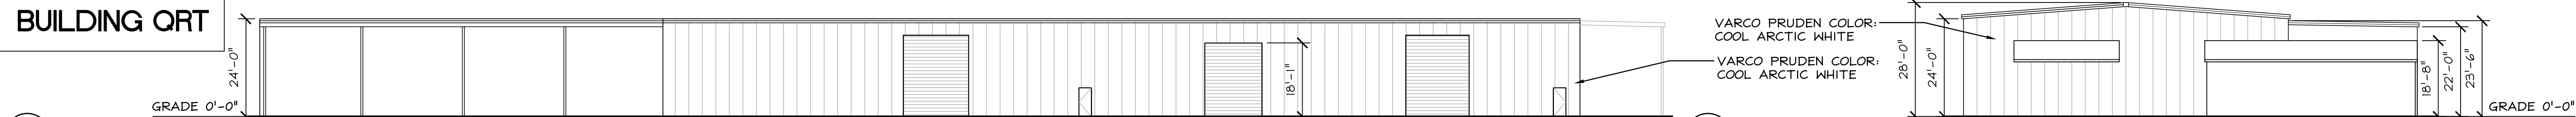 BUILDING QRT
24'-0"
GRADE 0'-0"
18'-1"
VARCO PRUDEN COLOR:
COOL ARCTIC WHITE
VARCO PRUDEN COLOR:
COOL ARCTIC WHITE
28'-0"
24'-0"
18'-8"
22'-0"
23'-6"
GRADE 0'-0"